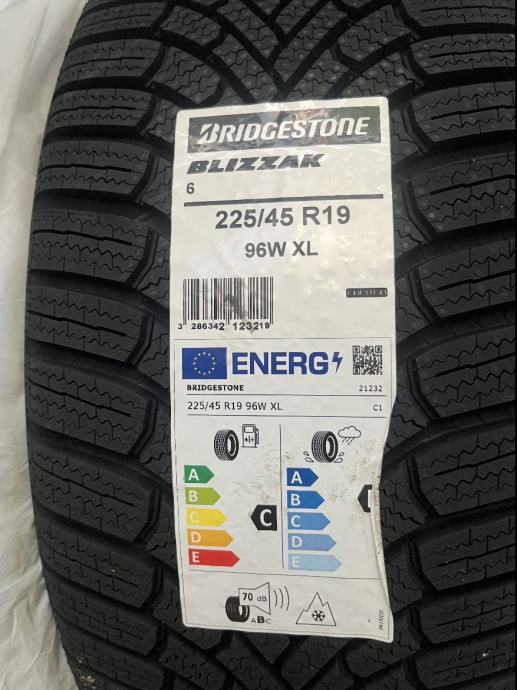 BRIDGESTONE
BLIZZAK
6
225/45 R19
96W XL
3 286342 123219
ENERG
BRIDGESTONE 21232
225/45 R19 96W XL C1
A A
B B
C C C
D D
E E
70 dB
ABC